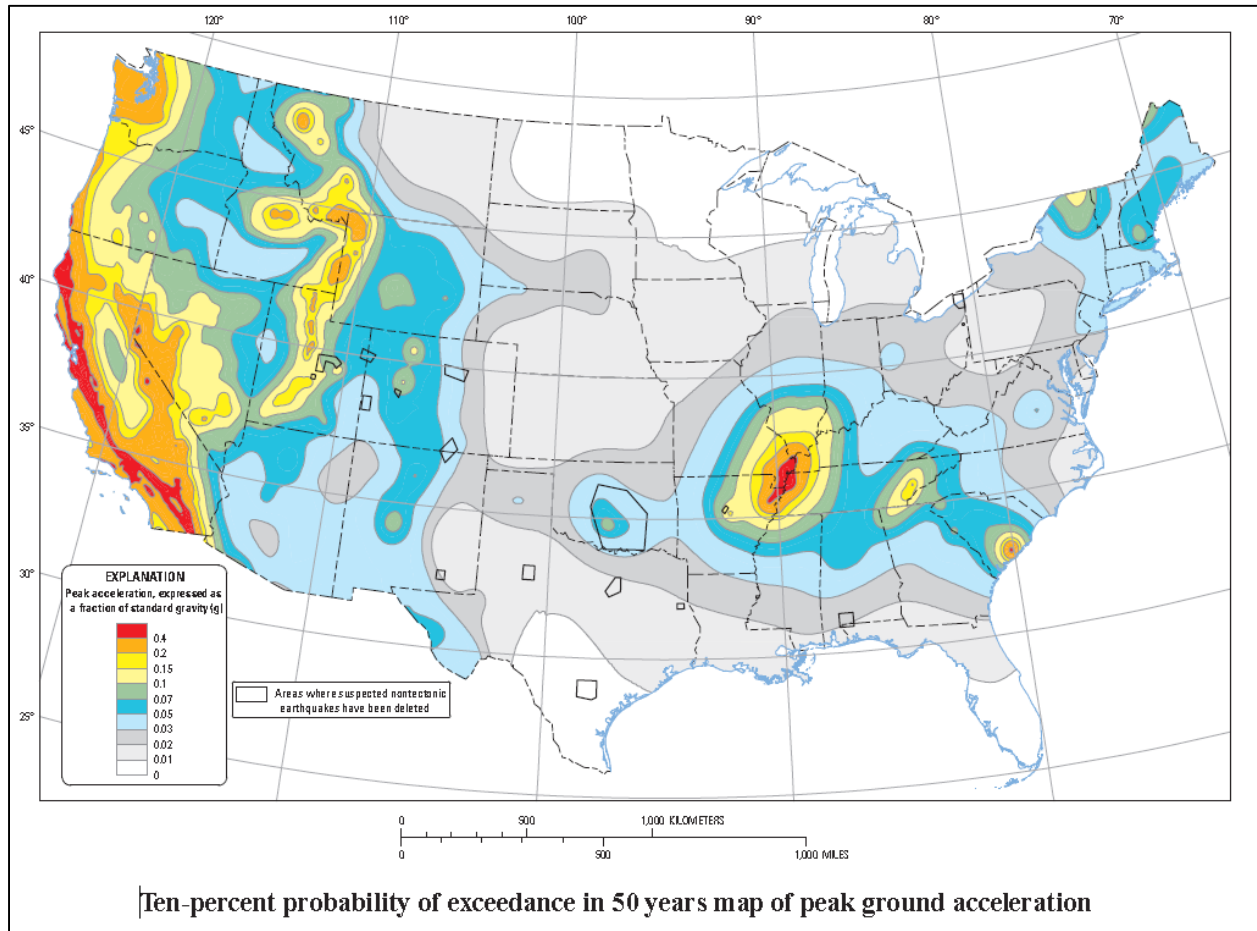 120° 110° 100° 90° 80° 70°
45°
40°
35°
30°
25°
EXPLANATION
Peak acceleration, expressed as
a fraction of standard gravity (g)
0.4
0.2
0.15
0.1
0.07
0.05
0.03
0.02
0.01
0
Areas where suspected nontectonic
earthquakes have been deleted
0 500 1,000 KILOMETERS
0 500 1,000 MILES
Ten-percent probability of exceedance in 50 years map of peak ground acceleration